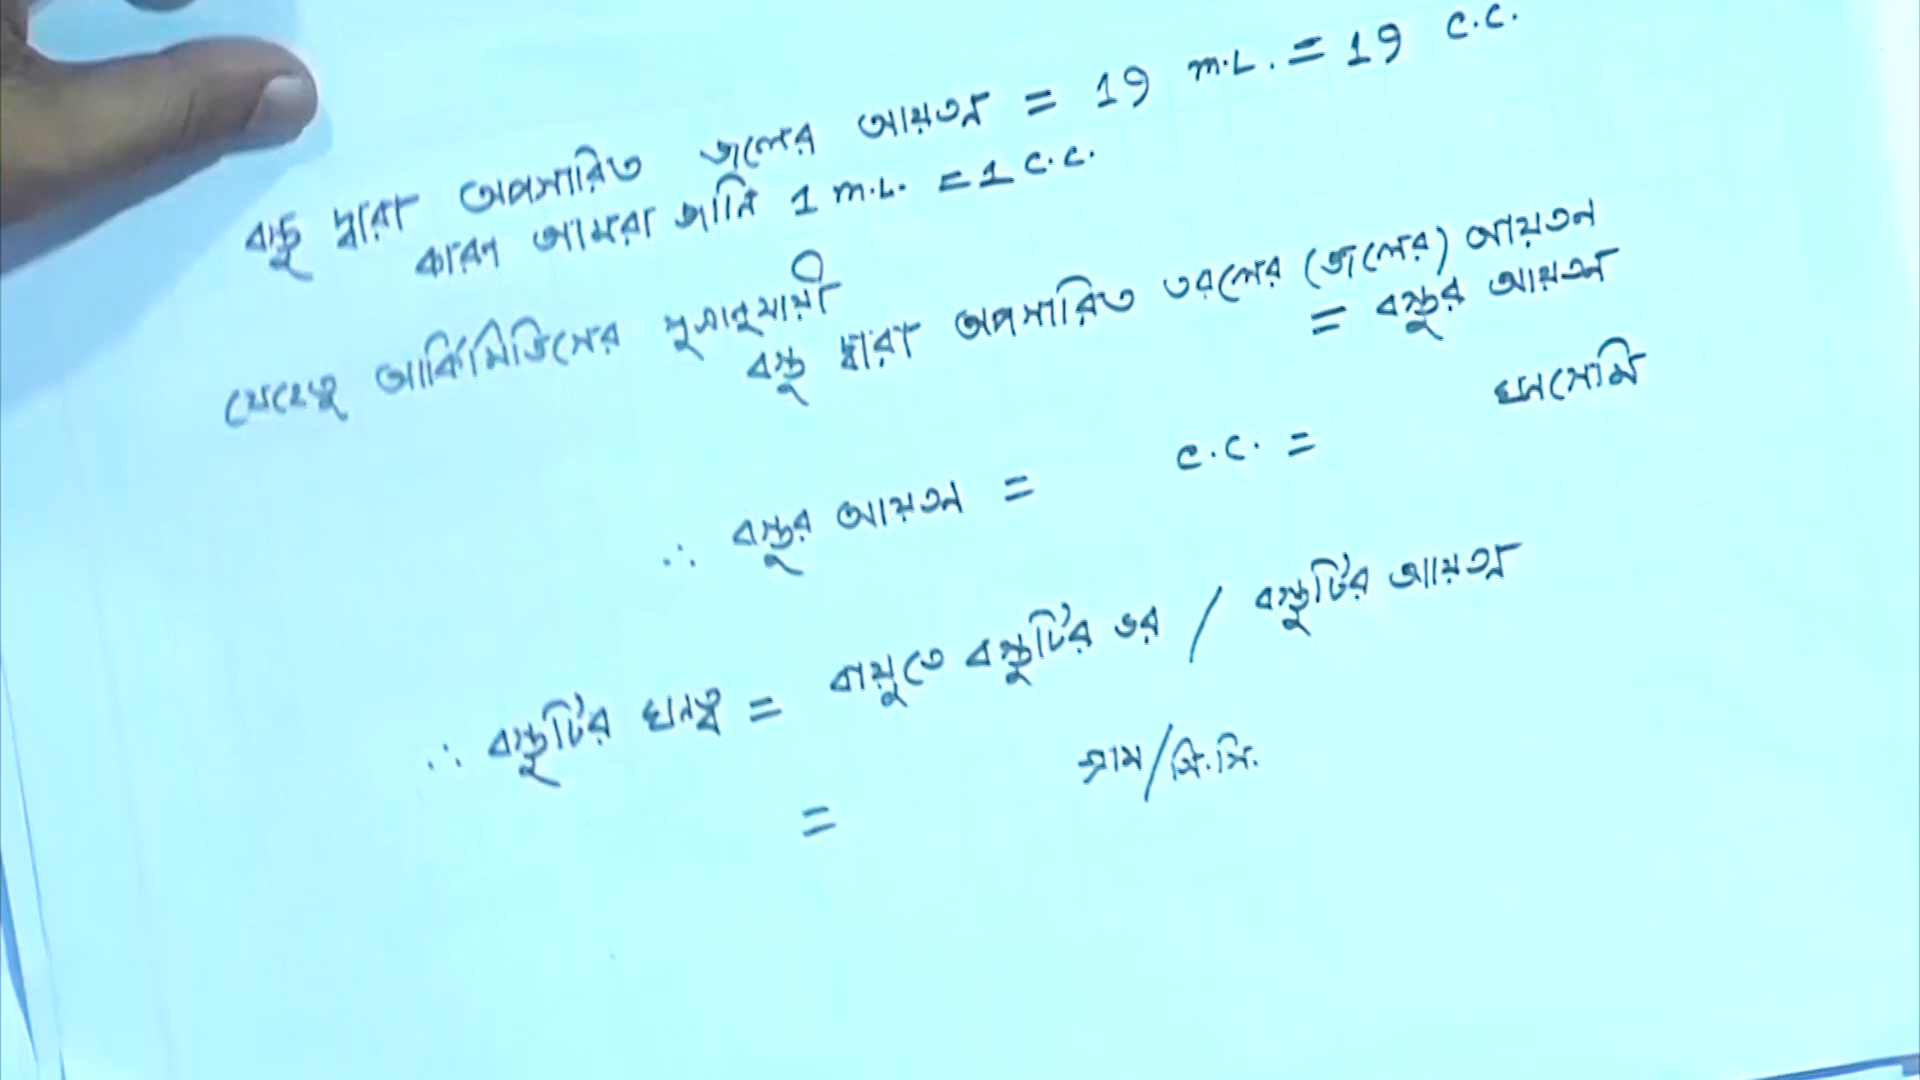 বস্তু দ্বারা অপসারিত জলের আয়তন = 19 m.L. = 19 c.c.
কারণ আমরা জানি 1 m.L. = 1 c.c.
যেহেতু আর্কিমিডিসের সূত্রানুযায়ী
বস্তু দ্বারা অপসারিত তরলের (জলের) আয়তন
= বস্তুর আয়তন
∴ বস্তুর আয়তন = c.c. = ঘনসেমি
∴ বস্তুটির ঘনত্ব = বায়ুতে বস্তুটির ভর / বস্তুটির আয়তন
= গ্রাম/সি.সি.